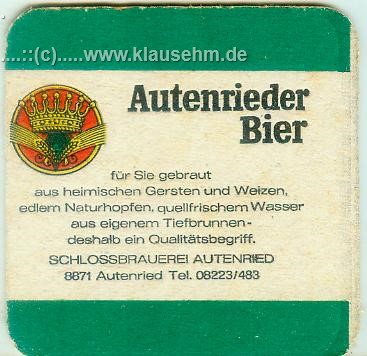 ....::(c).....www.klausehm.de
Autenrieder
Bier
für Sie gebraut
aus heimischen Gersten und Weizen,
edlem Naturhopfen, quellfrischem Wasser
aus eigenem Tiefbrunnen-
deshalb ein Qualitätsbegriff.
SCHLOSSBRAUEREI AUTENRIED
8871 Autenried Tel. 08223/483